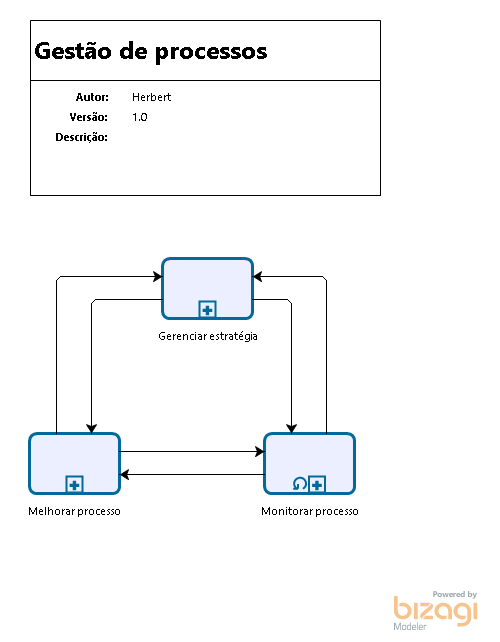 Gestão de processos
Autor: Herbert
Versão: 1.0
Descrição:
Gerenciar estratégia
Melhorar processo
Monitorar processo
Powered by
bizagi
Modeler